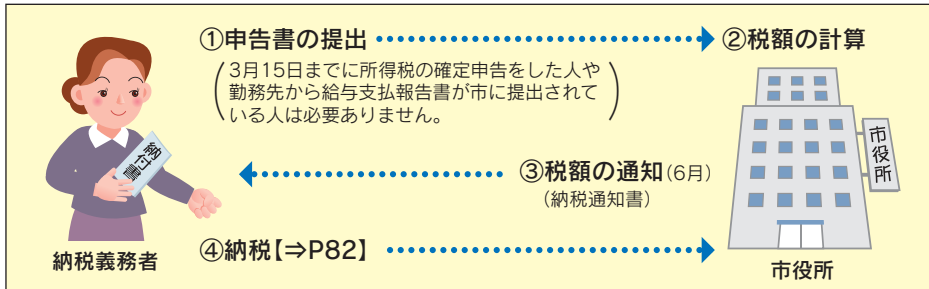 ①申告書の提出
②税額の計算
(3月15日までに所得税の確定申告をした人や
勤務先から給与支払報告書が市に提出されて
いる人は必要ありません。)
納付書
市役所
③税額の通知(6月)
(納税通知書)
④納税【⇒P82】
納税義務者
市役所